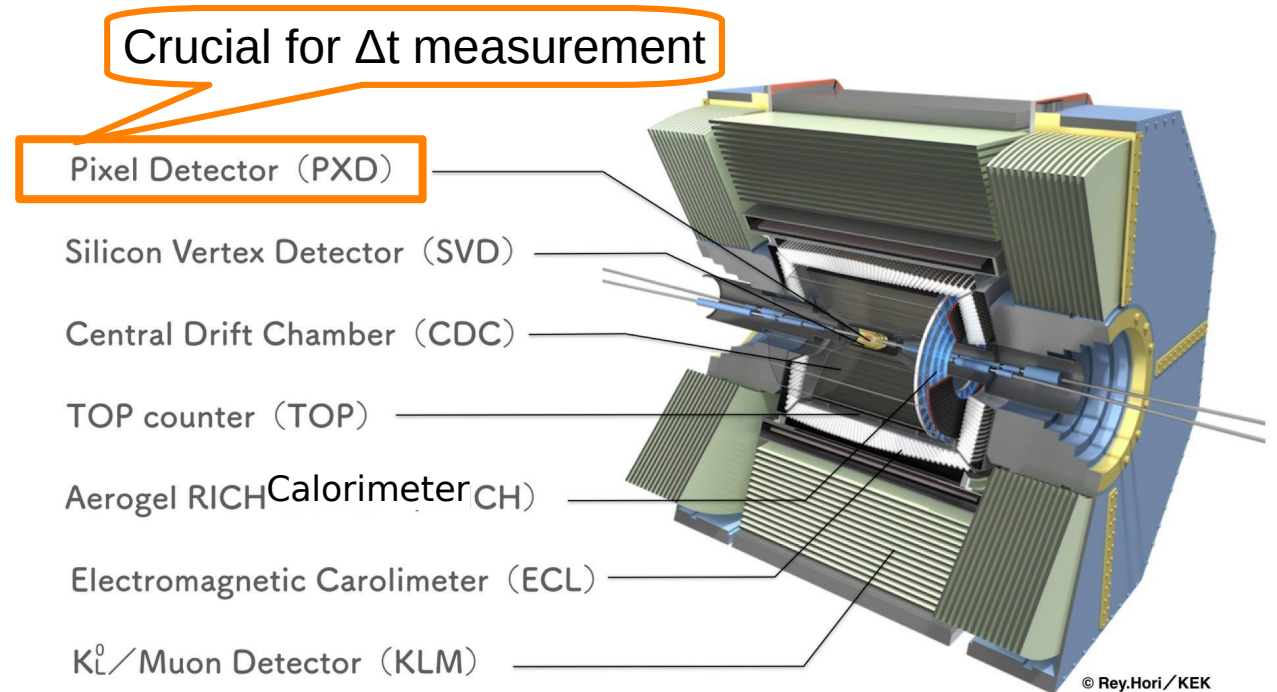 Crucial for Δt measurement
Pixel Detector（PXD）
Silicon Vertex Detector（SVD）
Central Drift Chamber（CDC）
TOP counter（TOP）
Aerogel RICH Calorimeter CH）
Electromagnetic Carolimeter（ECL）
K⁰L／Muon Detector（KLM）
© Rey.Hori／KEK